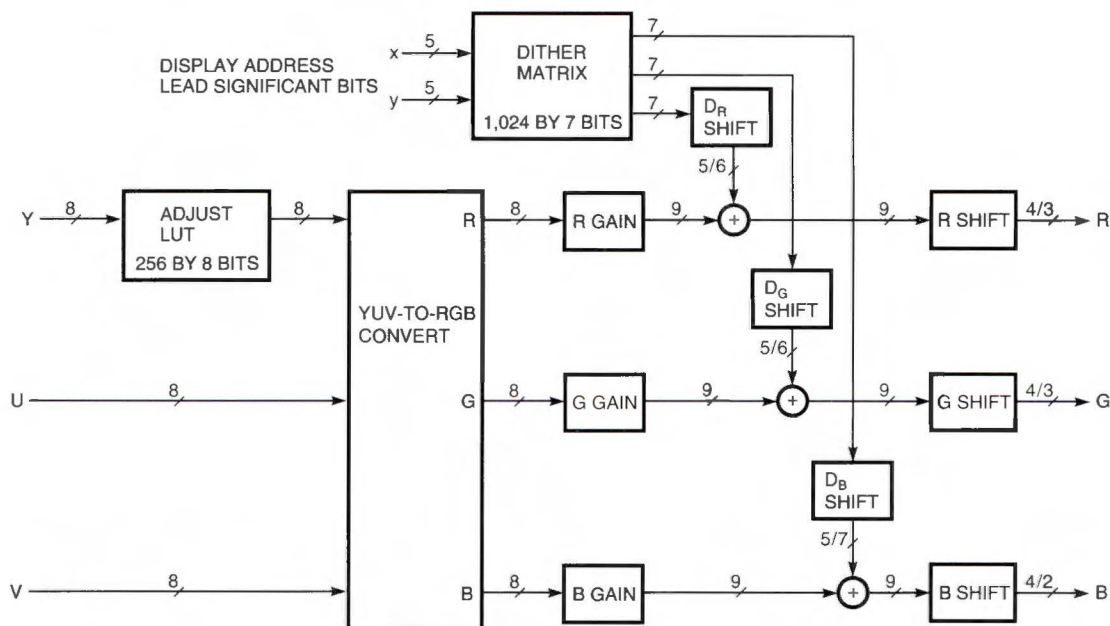 DISPLAY ADDRESS
LEAD SIGNIFICANT BITS
x
5
y
5
DITHER
MATRIX
1,024 BY 7 BITS
7
7
7
DR
SHIFT
5/6
Y
8
ADJUST
LUT
256 BY 8 BITS
8
YUV-TO-RGB
CONVERT
R
8
R GAIN
9
+
9
R SHIFT
4/3
R
DG
SHIFT
5/6
U
8
G
8
G GAIN
9
+
9
G SHIFT
4/3
G
DB
SHIFT
5/7
V
8
B
8
B GAIN
9
+
9
B SHIFT
4/2
B